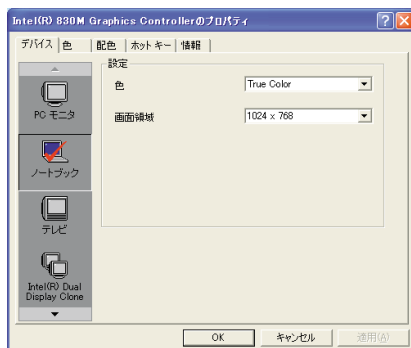 Intel(R) 830M Graphics Controllerのプロパティ
デバイス 色 配色 ホット キー 情報
PC モニタ
ノートブック
テレビ
Intel(R) Dual
Display Clone
設定
色 True Color
画面領域 1024 x 768
OK キャンセル 適用(A)